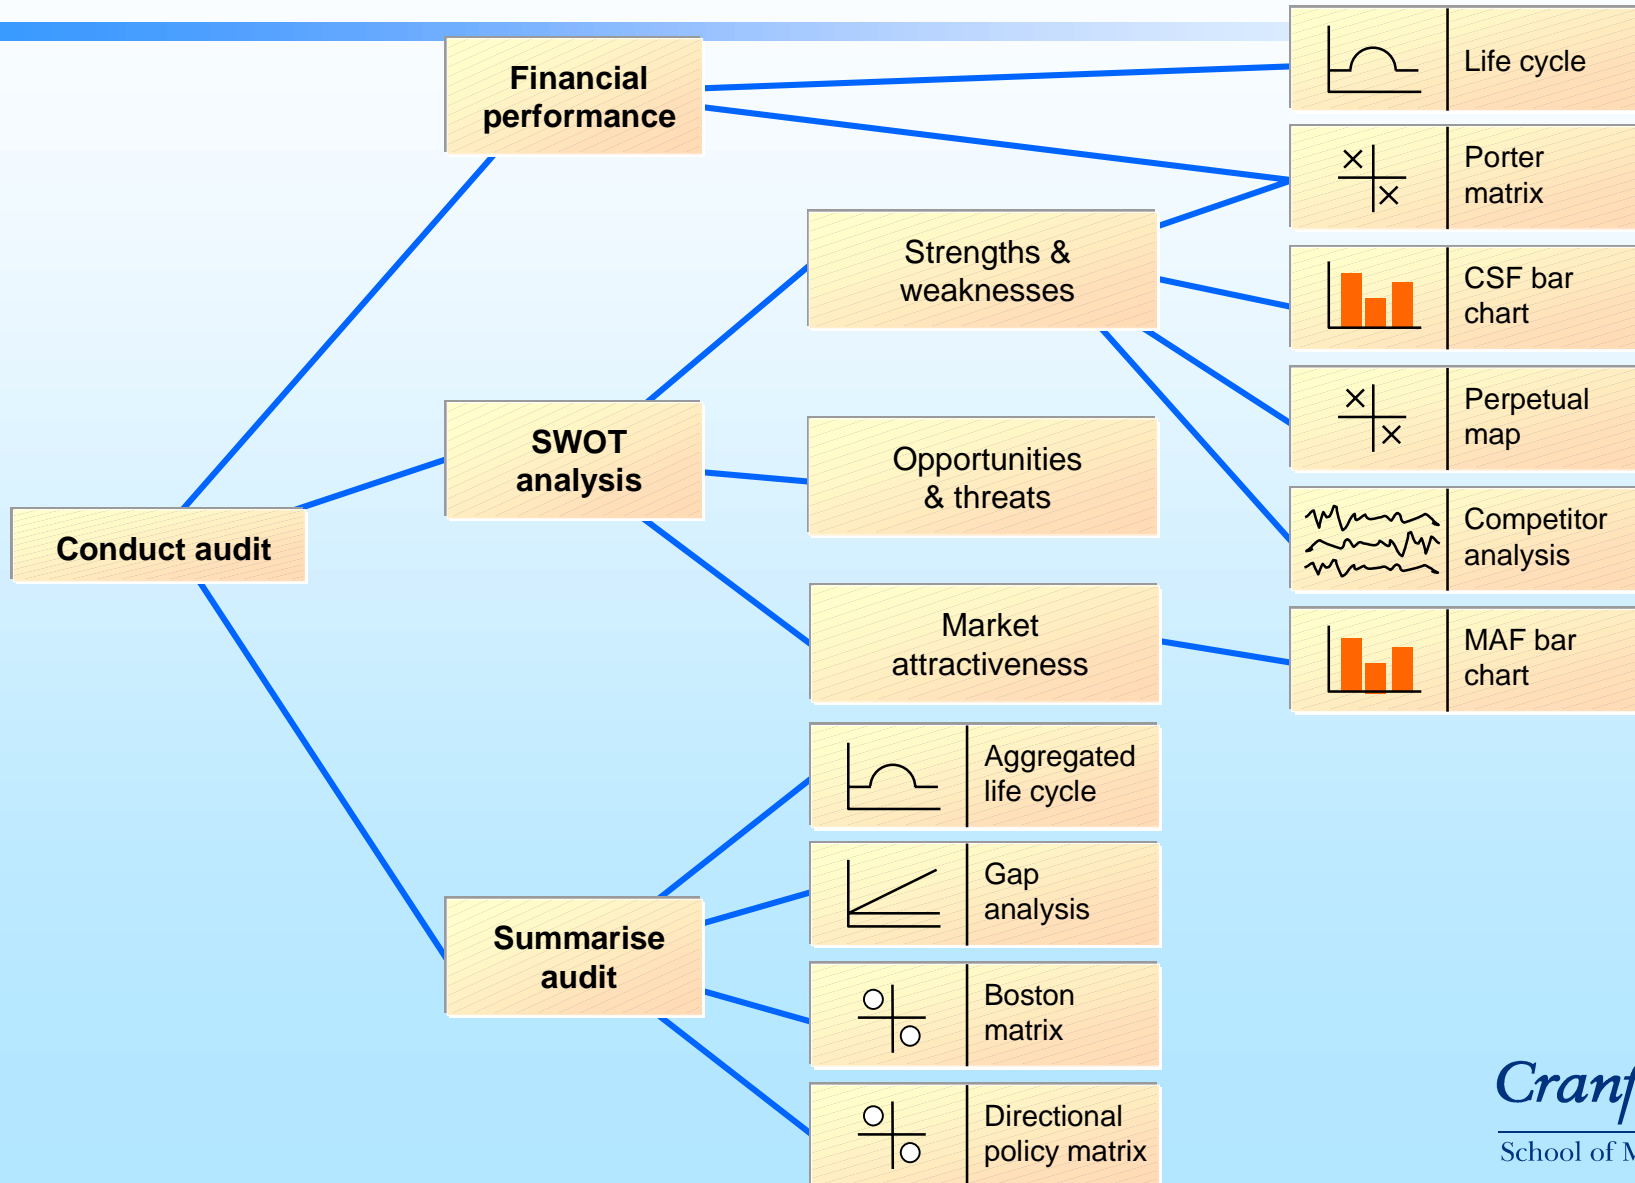 Financial
performance
Life cycle
Porter
matrix
Strengths &
weaknesses
CSF bar
chart
Perpetual
map
SWOT
analysis
Opportunities
& threats
Competitor
analysis
Conduct audit
Market
attractiveness
MAF bar
chart
Aggregated
life cycle
Gap
analysis
Summarise
audit
Boston
matrix
Directional
policy matrix
School of